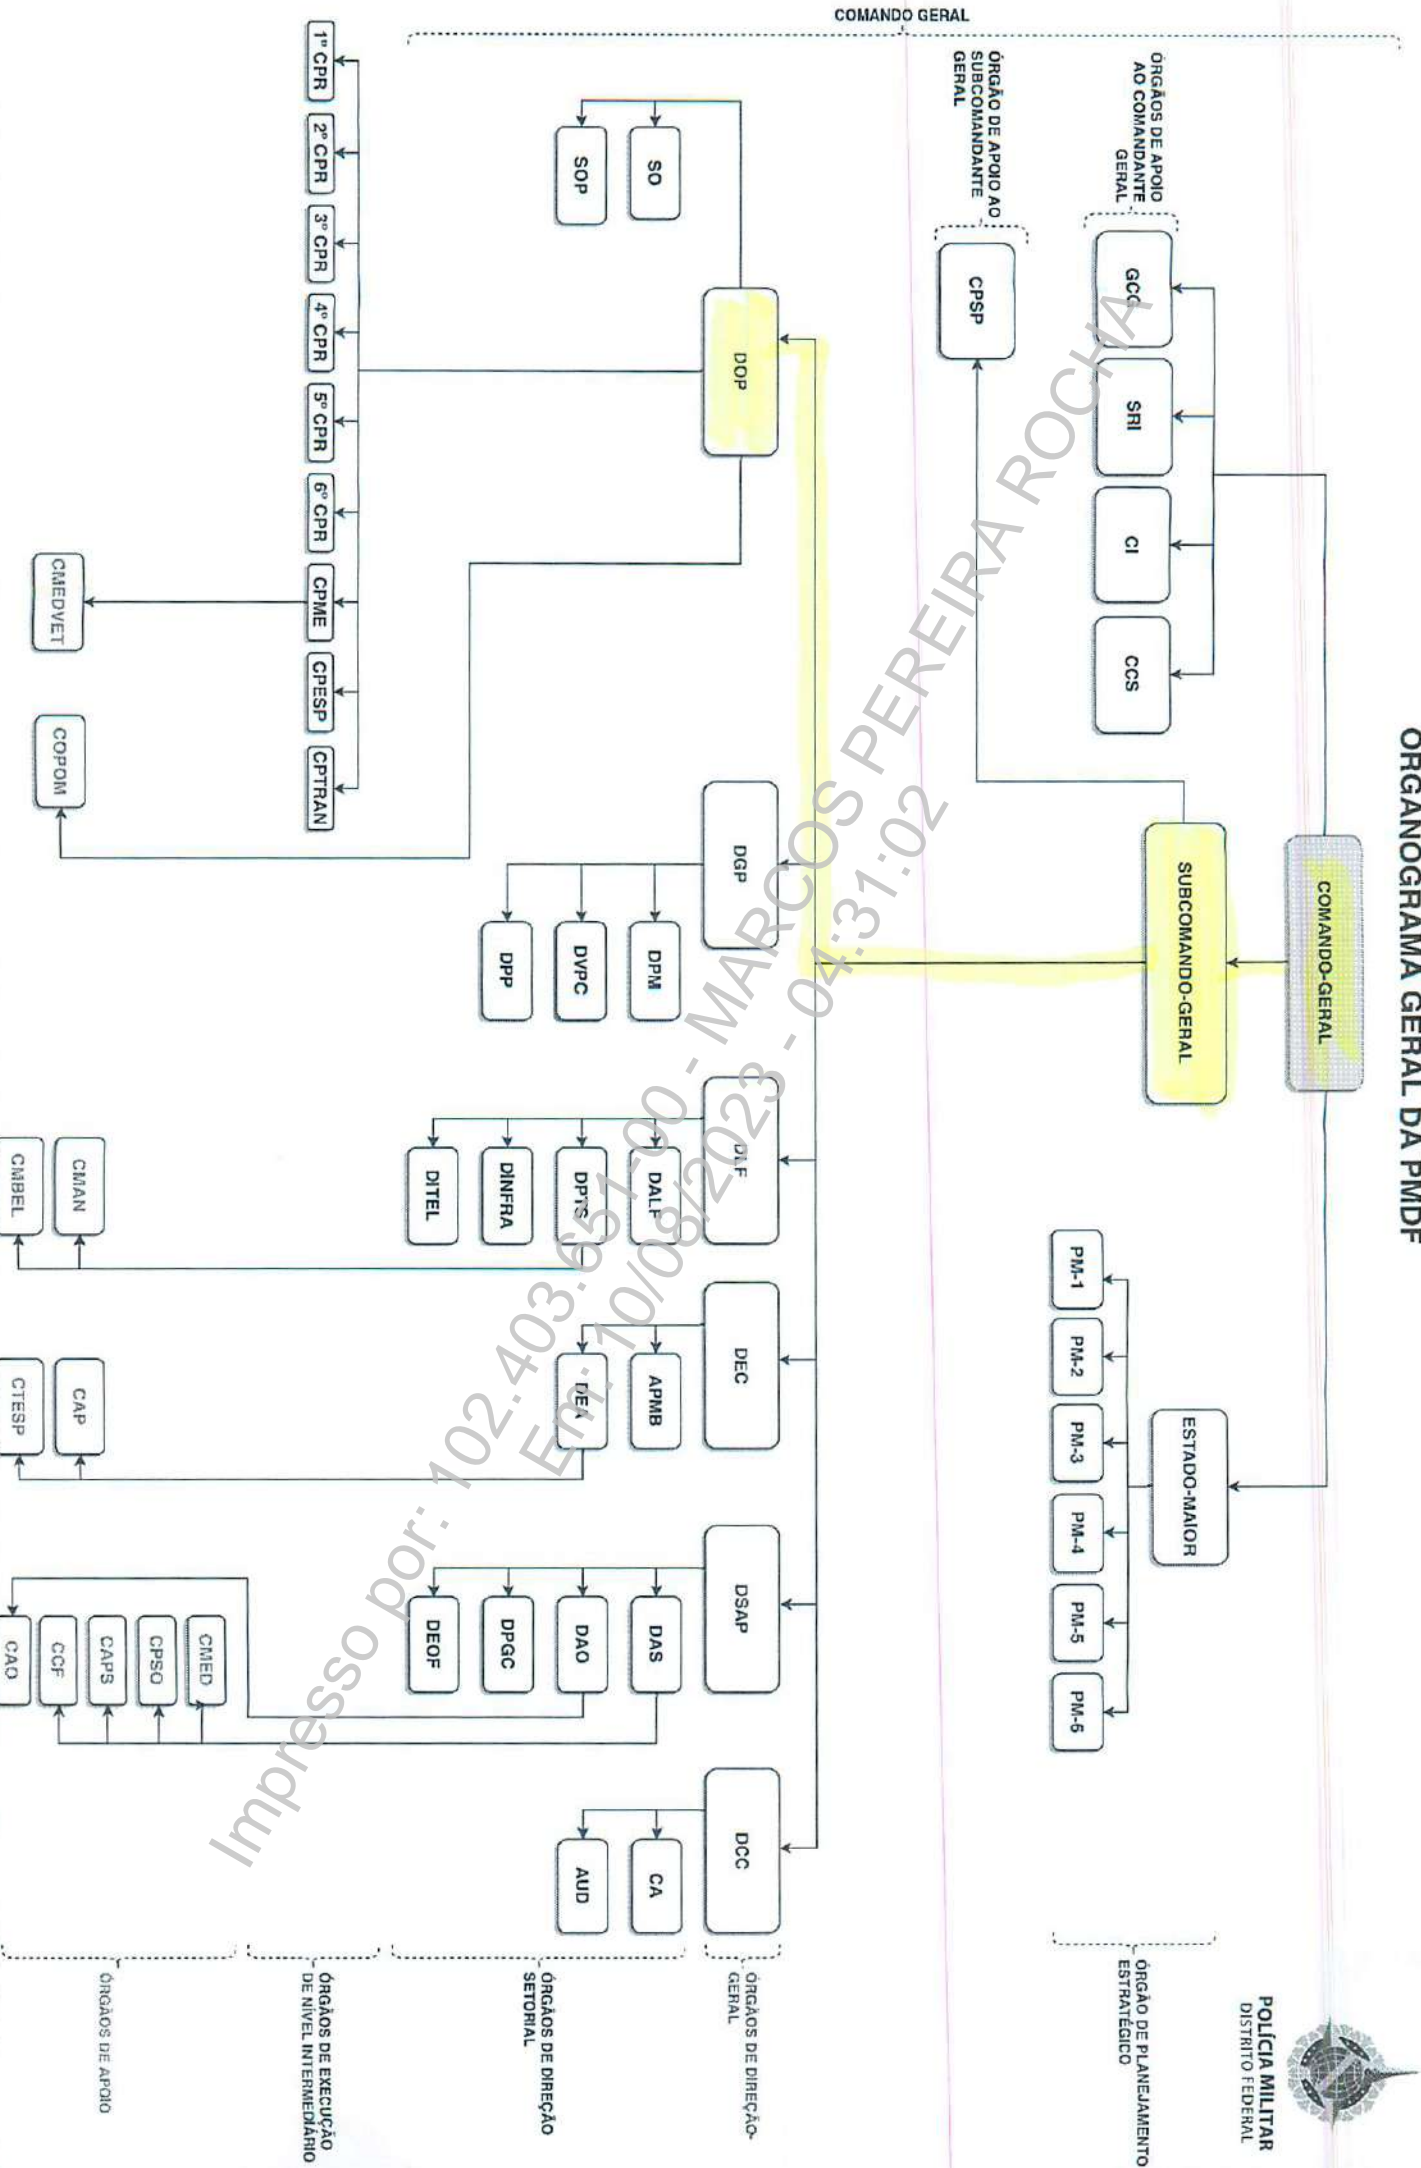 ORGANOGRAMA GERAL DA PMDF
POLÍCIA MILITAR
DISTRITO FEDERAL
COMANDO GERAL
COMANDO-GERAL
SUBCOMANDO-GERAL
ESTADO-MAIOR
ÓRGÃOS DE APOIO
AO COMANDANTE
GERAL
GCG
SRI
CI
CCS
PM-1
PM-2
PM-3
PM-4
PM-5
PM-6
ÓRGÃO DE PLANEJAMENTO
ESTRATÉGICO
ÓRGÃO DE APOIO AO
SUBCOMANDANTE
GERAL
CPSP
DOP
DGP
DLF
DEC
DSAP
DCC
ÓRGÃOS DE DIREÇÃO-
GERAL
SO
SOP
DPM
DVPC
DPP
DALF
DPTS
DINFRA
DITEL
APMB
DEA
DAS
DAO
DPGC
DEOF
CA
AUD
ÓRGÃOS DE DIREÇÃO
SETORIAL
1º CPR
2º CPR
3º CPR
4º CPR
5º CPR
6º CPR
CPME
CPESP
CPTRAN
ÓRGÃOS DE EXECUÇÃO
DE NÍVEL INTERMEDIÁRIO
CMEDVET
COPOM
CMAN
CMBEL
CAP
CTESP
CMED
CPSO
CAPS
CCF
CAO
ÓRGÃOS DE APOIO
Impresso por: 102.403.651-00 - MARCOS PEREIRA ROCHA
Em: 10/08/2023 - 04:31:02